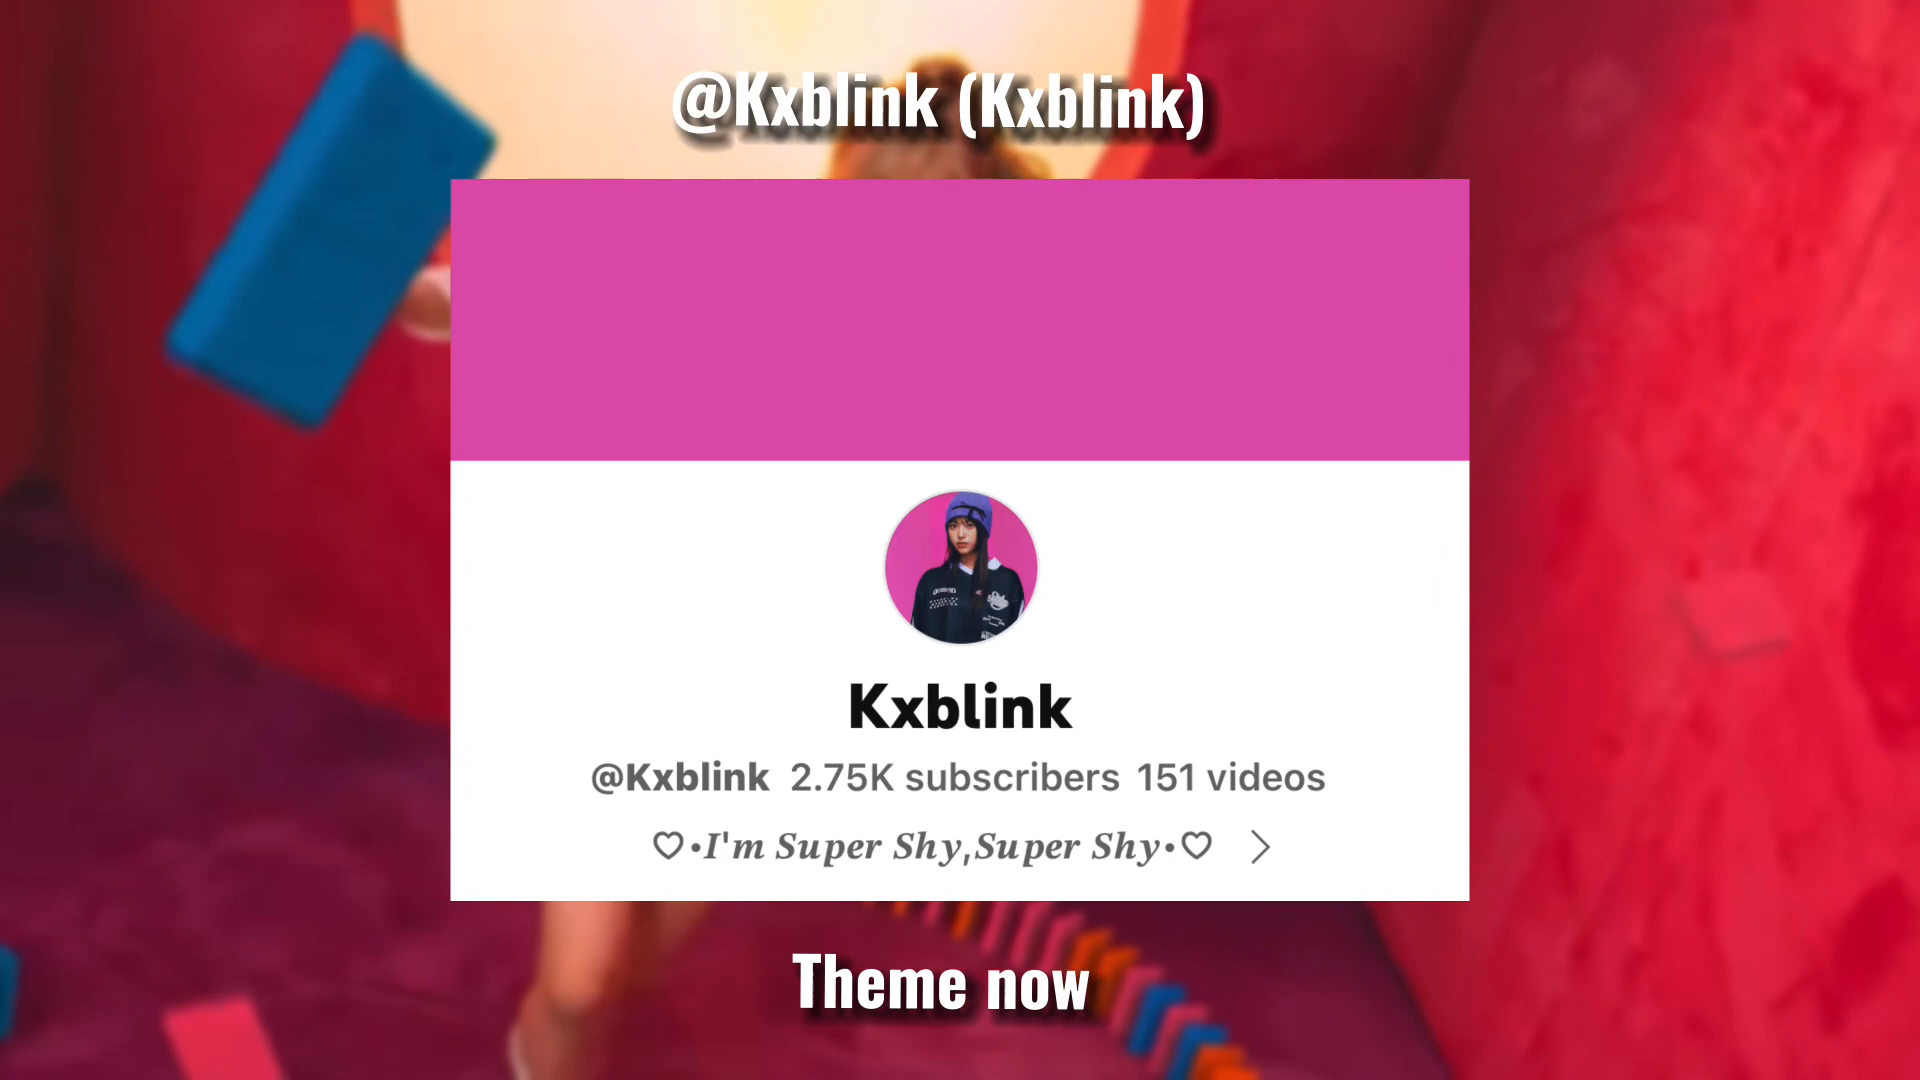 @Kxblink (Kxblink)
Kxblink
@Kxblink 2.75K subscribers 151 videos
♡•I'm Super Shy,Super Shy•♡ >
Theme now